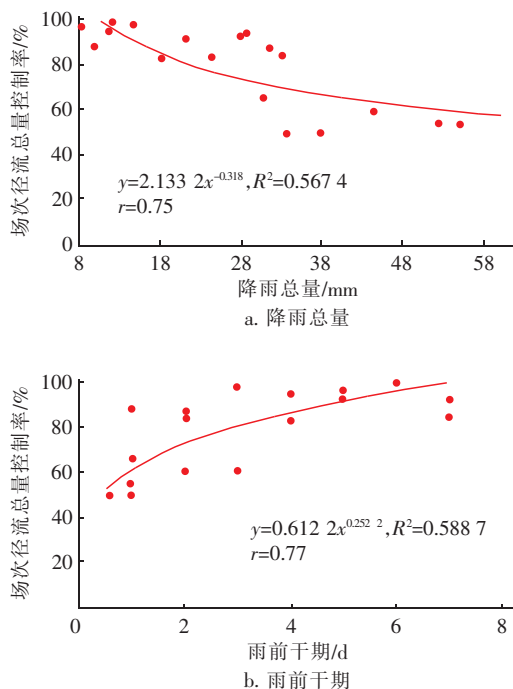 场次径流总量控制率/%
100
80
60
40
20
0
y=2.133 2x^-0.318, R²=0.567 4
r=0.75
8 18 28 38 48 58
降雨总量/mm
a. 降雨总量
场次径流总量控制率/%
100
80
60
40
20
y=0.612 2x^0.252 2, R²=0.588 7
r=0.77
0 2 4 6 8
雨前干期/d
b. 雨前干期